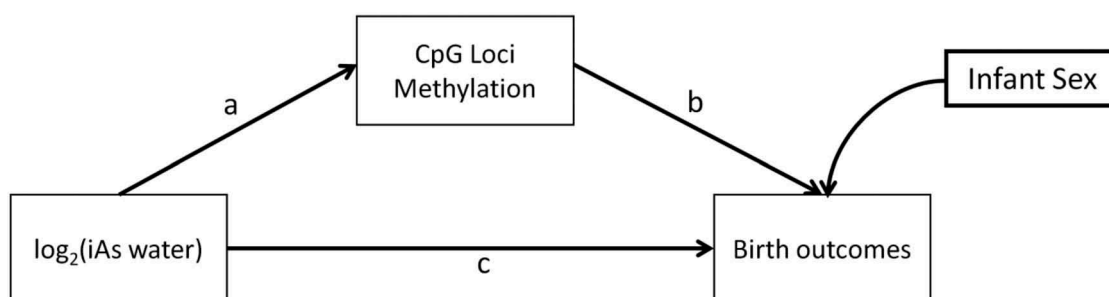 CpG Loci
Methylation
Infant Sex
a
b
log₂(iAs water)
c
Birth outcomes